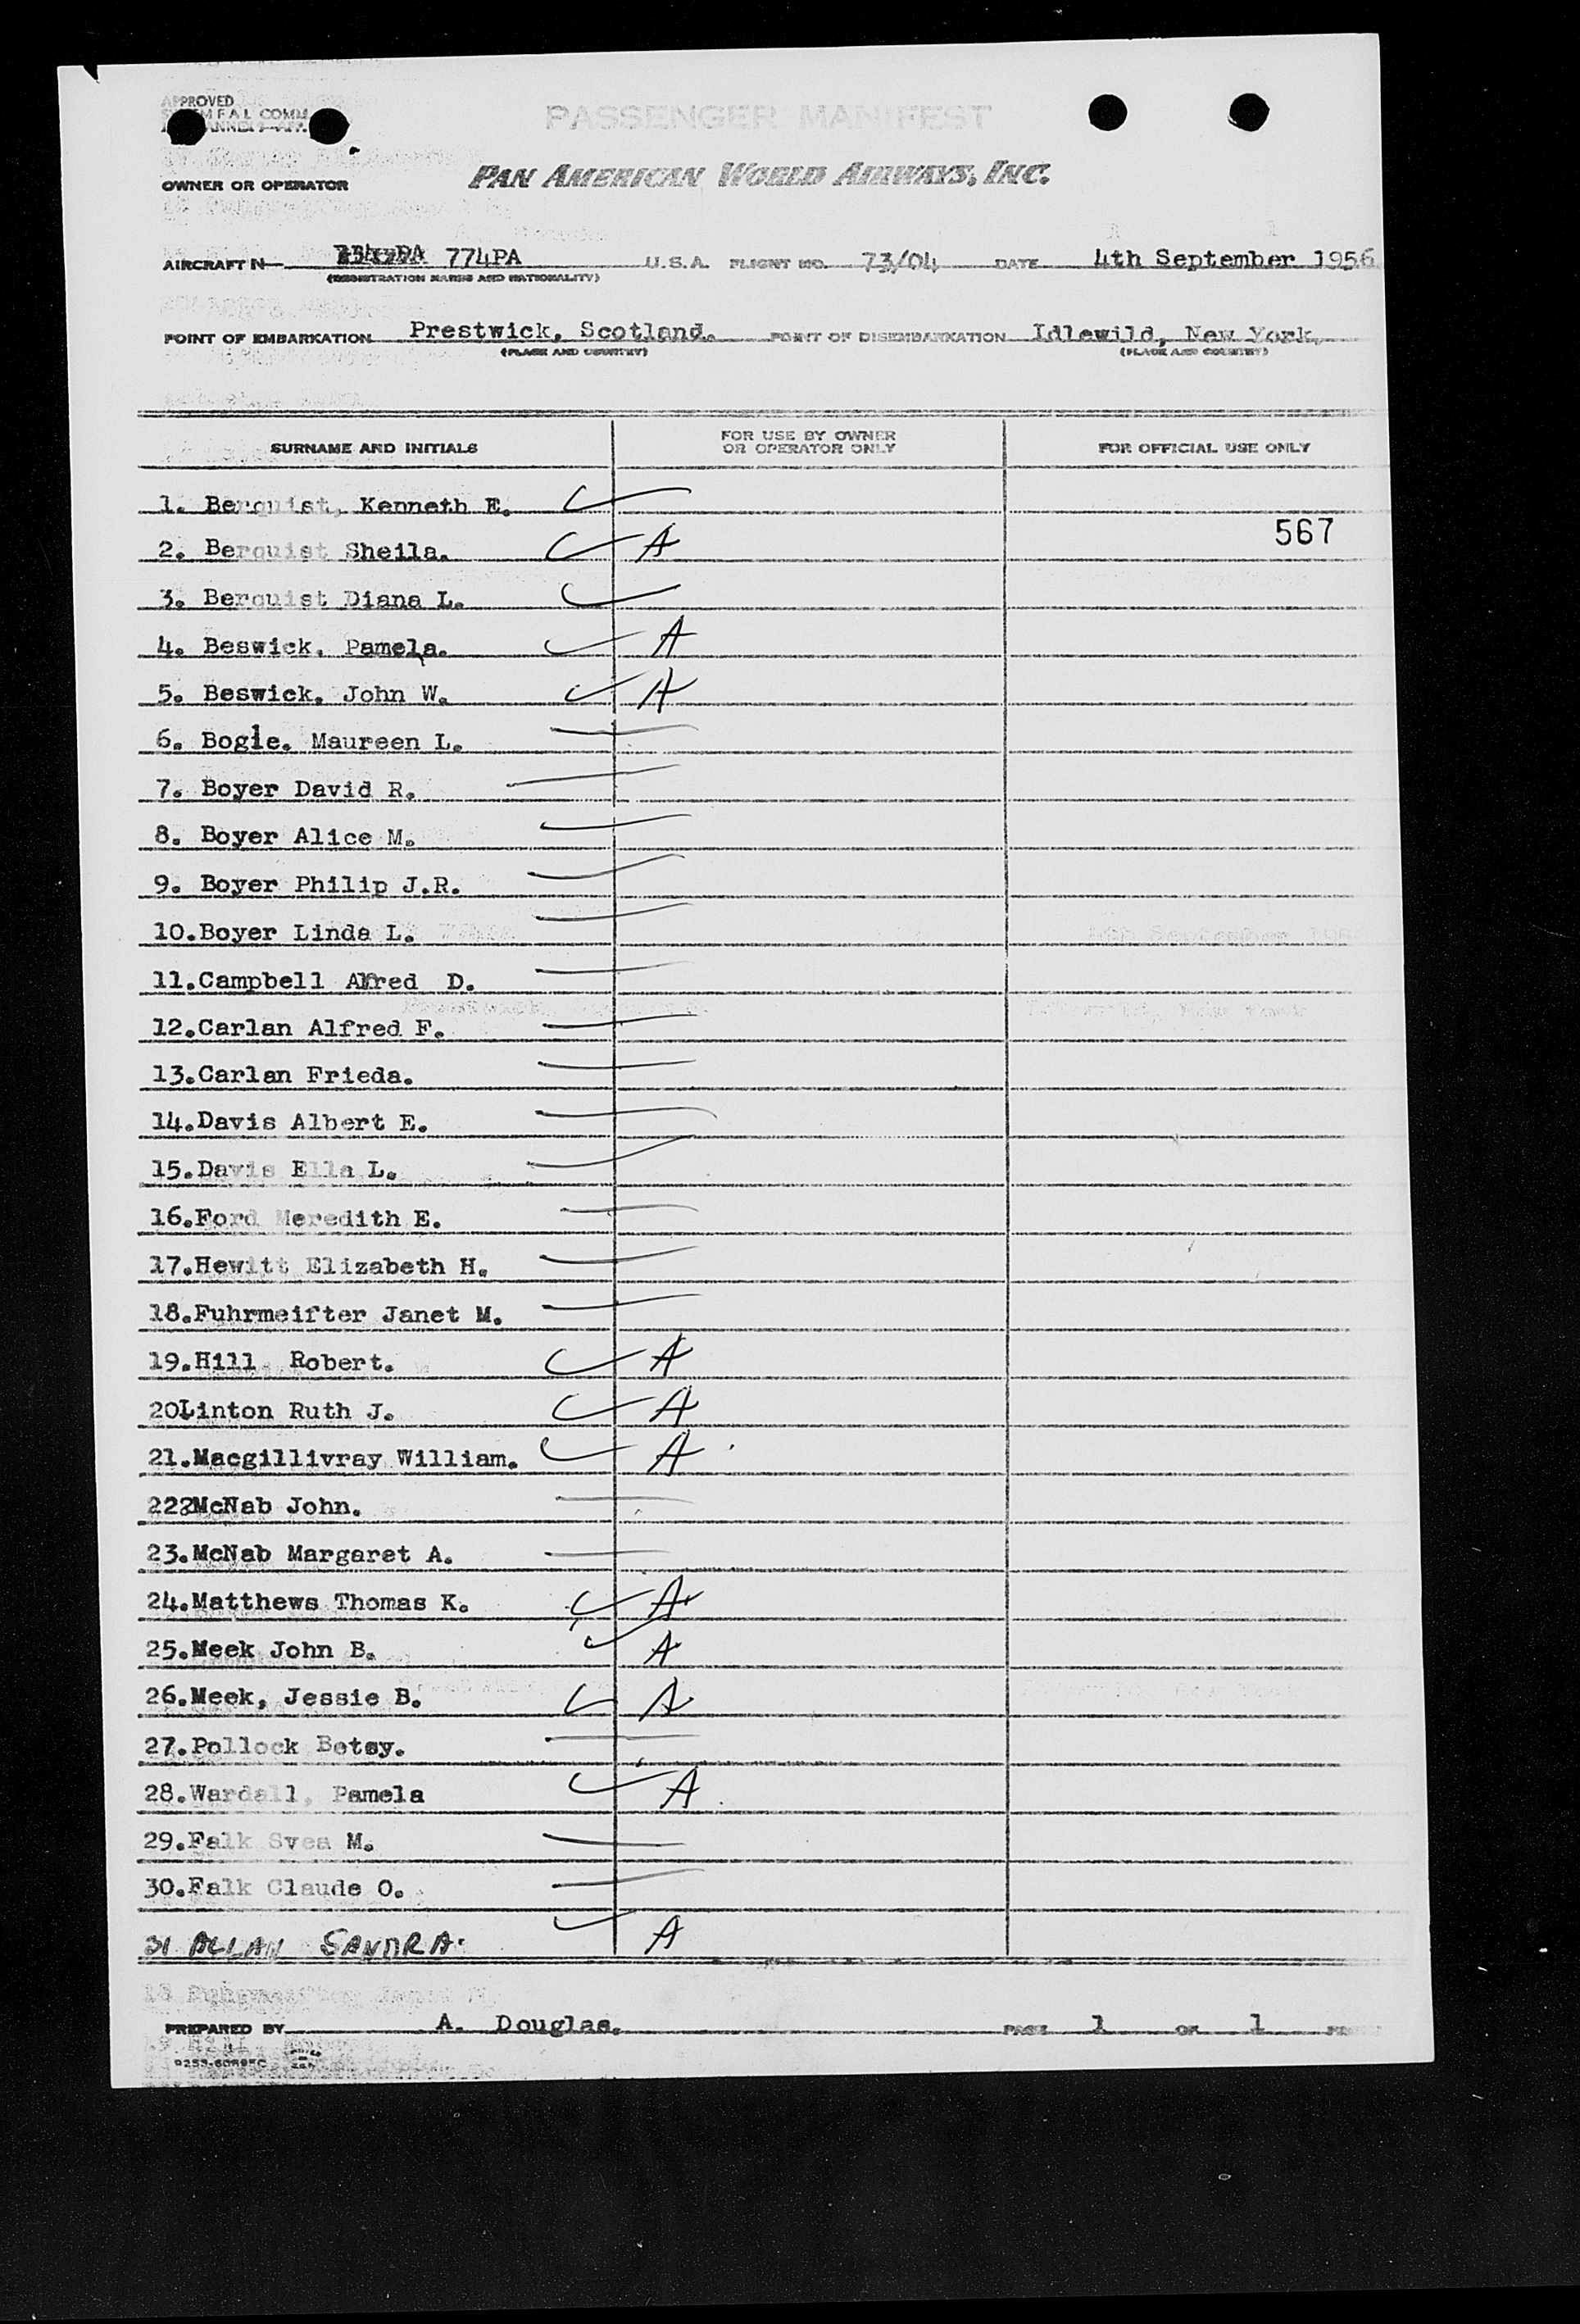 APPROVED
PASSENGER MANIFEST
OWNER OR OPERATOR PAN AMERICAN WORLD AIRWAYS, INC.
AIRCRAFT N 774PA U.S.A. FLIGHT NO. 73/04 DATE 4th September 1956
(REGISTRATION MARKS AND NATIONALITY)
POINT OF EMBARKATION Prestwick, Scotland. POINT OF DISEMBARKATION Idlewild, New York.
(PLACE AND COUNTRY) (PLACE AND COUNTRY)
SURNAME AND INITIALS FOR USE BY OWNER OR OPERATOR ONLY FOR OFFICIAL USE ONLY
1. Berquist, Kenneth E.
567
2. Berquist Sheila. A
3. Berquist Diana L.
4. Beswick, Pamela. A
5. Beswick, John W. A
6. Bogie. Maureen L.
7. Boyer David R.
8. Boyer Alice M.
9. Boyer Philip J.R.
10.Boyer Linda L.
11.Campbell D.
12.Carlan Alfred F.
13.Carlan Frieda.
14.Davis Albert E.
15.Davis Ella L.
16.Ford Meredith E.
17.Hewitt Elizabeth H.
18.Fuhrmeifter Janet M.
19.Hill Robert. A
20Linton Ruth J. A
21.Macgillivray William. A
222McNab John.
23.McNab Margaret A.
24.Matthews Thomas K. A
25.Meek John B. A
26.Meek, Jessie B. A
27.Pollock Betsy.
28.Wardall, Pamela A
29.Falk Svea M.
30.Falk Claude O.
31 ALLAN SANDRA. A
PREPARED BY A. Douglas. PAGE 1 OF 1